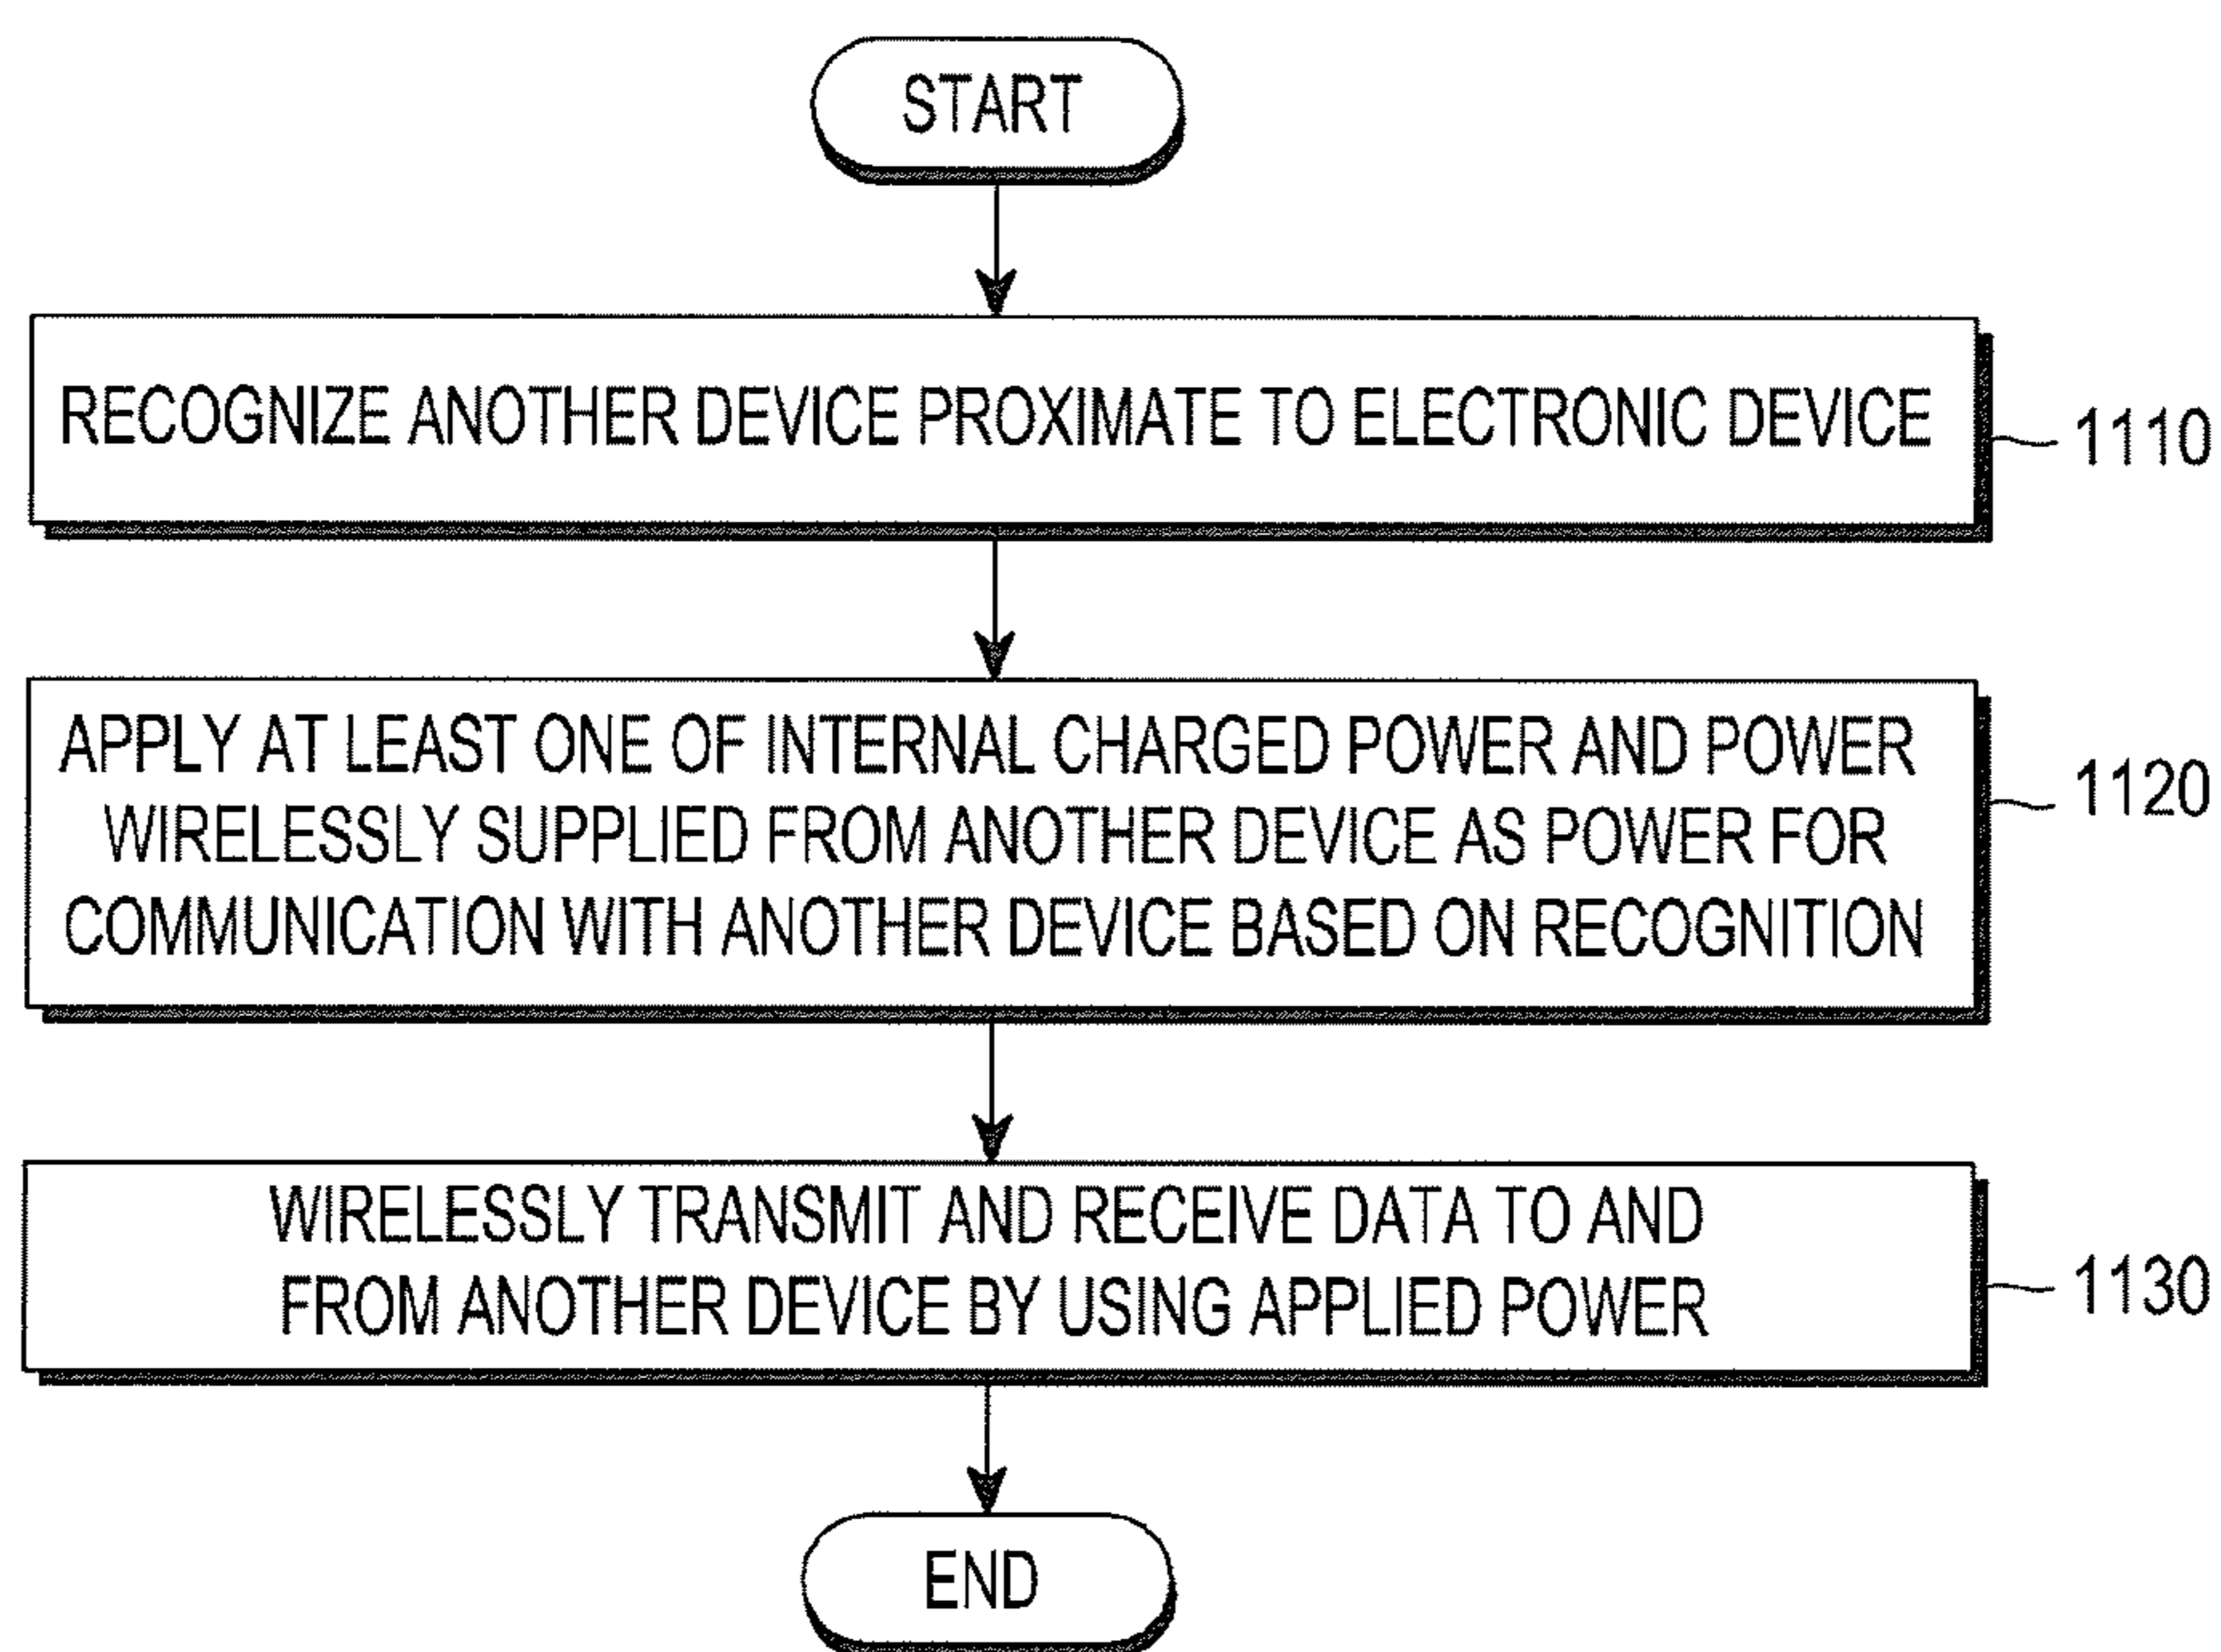 START
RECOGNIZE ANOTHER DEVICE PROXIMATE TO ELECTRONIC DEVICE
1110
APPLY AT LEAST ONE OF INTERNAL CHARGED POWER AND POWER
WIRELESSLY SUPPLIED FROM ANOTHER DEVICE AS POWER FOR
COMMUNICATION WITH ANOTHER DEVICE BASED ON RECOGNITION
1120
WIRELESSLY TRANSMIT AND RECEIVE DATA TO AND
FROM ANOTHER DEVICE BY USING APPLIED POWER
1130
END